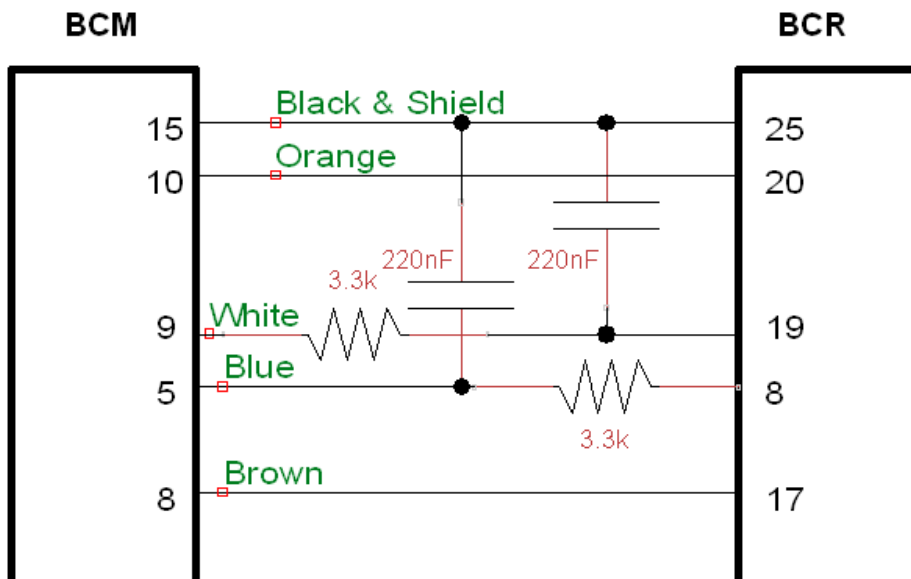 BCM BCR
Black & Shield
15 25
Orange
10 20
220nF 220nF
3.3k
White
9 19
Blue
5 8
3.3k
Brown
8 17